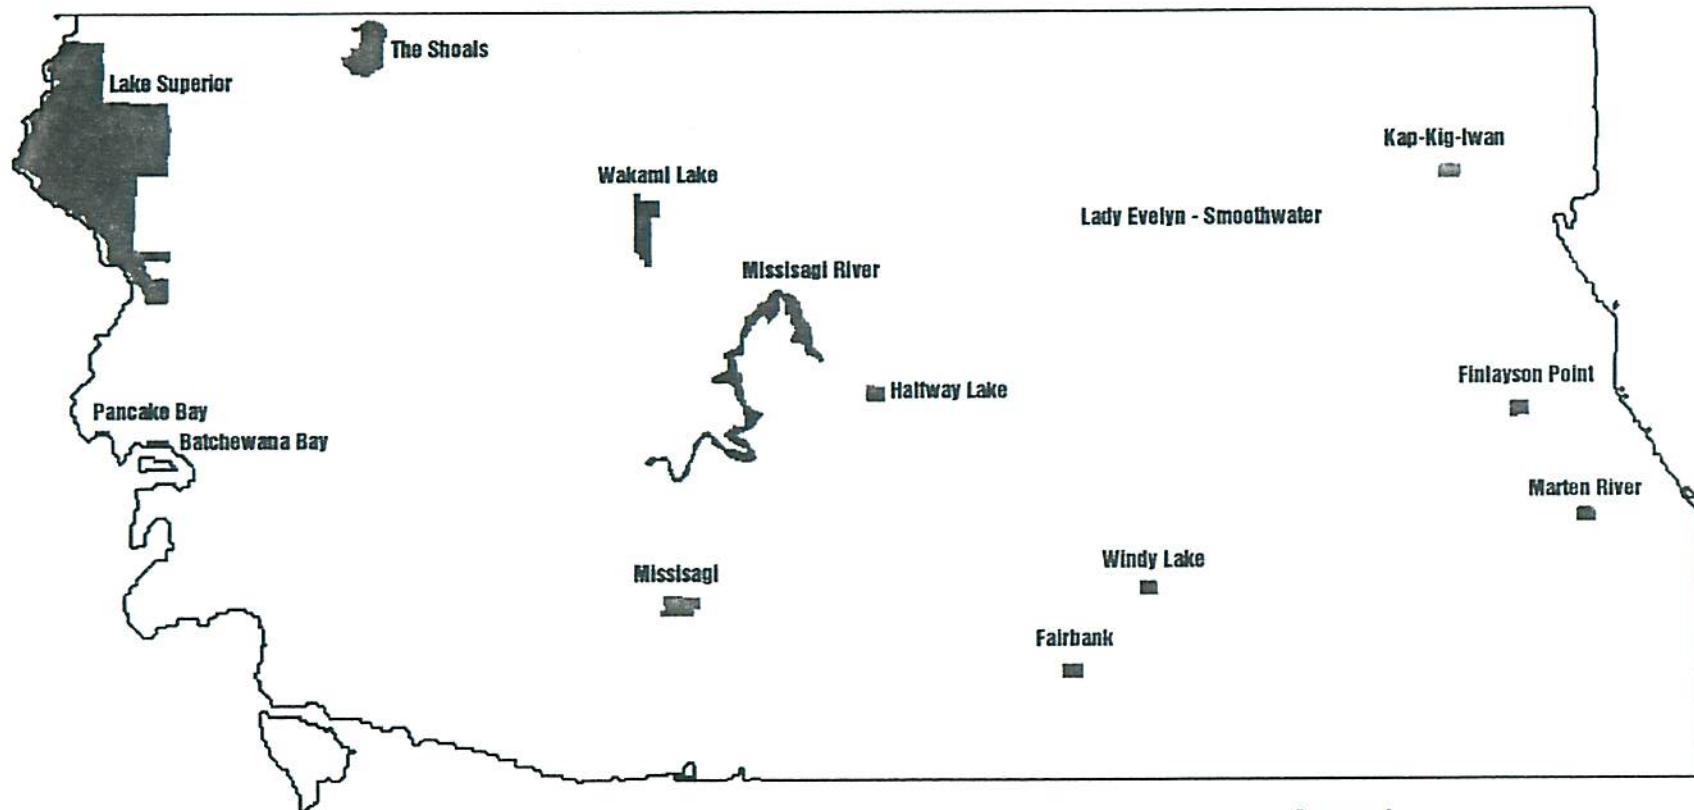 The Shoals
Lake Superior
Kap-Kig-Iwan
Wakami Lake
Lady Evelyn - Smoothwater
Missisagi River
Finlayson Point
Halfway Lake
Pancake Bay
Batchewana Bay
Marten River
Windy Lake
Missisagi
Fairbank